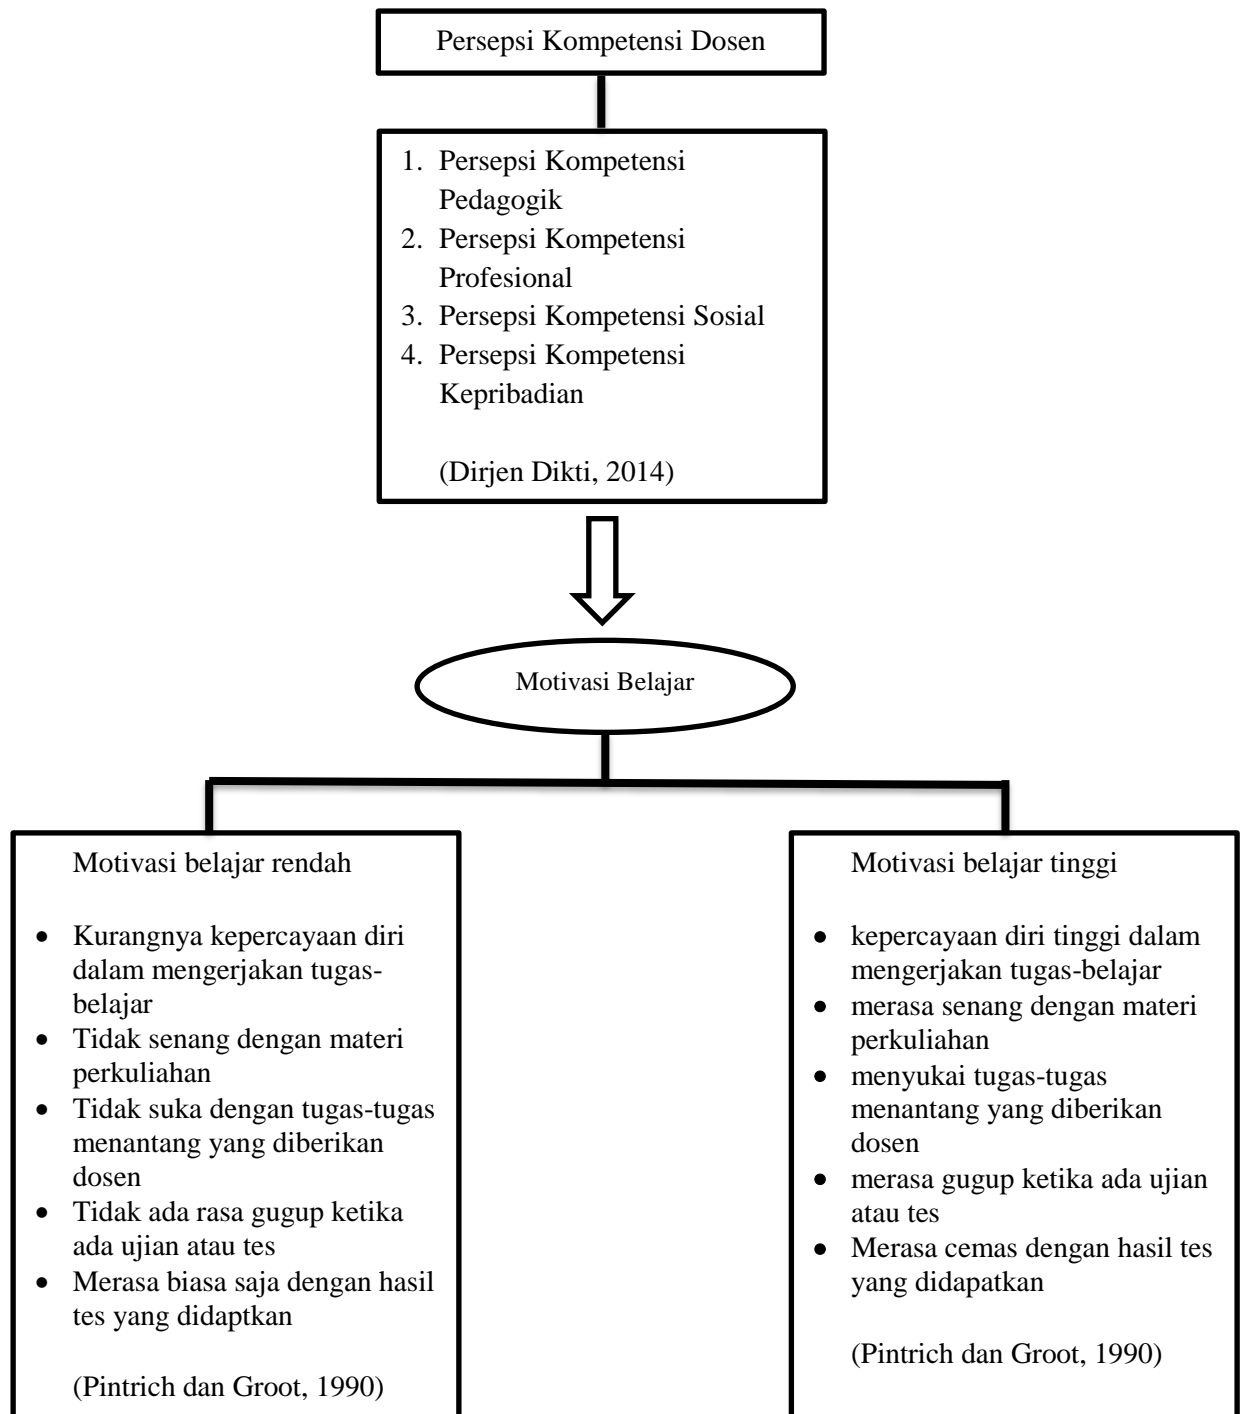 Persepsi Kompetensi Dosen
1. Persepsi Kompetensi
Pedagogik
2. Persepsi Kompetensi
Profesional
3. Persepsi Kompetensi Sosial
4. Persepsi Kompetensi
Kepribadian
(Dirjen Dikti, 2014)
Motivasi Belajar
Motivasi belajar rendah
• Kurangnya kepercayaan diri
dalam mengerjakan tugas-
belajar
• Tidak senang dengan materi
perkuliahan
• Tidak suka dengan tugas-tugas
menantang yang diberikan
dosen
• Tidak ada rasa gugup ketika
ada ujian atau tes
• Merasa biasa saja dengan hasil
tes yang didaptkan
(Pintrich dan Groot, 1990)
Motivasi belajar tinggi
• kepercayaan diri tinggi dalam
mengerjakan tugas-belajar
• merasa senang dengan materi
perkuliahan
• menyukai tugas-tugas
menantang yang diberikan
dosen
• merasa gugup ketika ada ujian
atau tes
• Merasa cemas dengan hasil tes
yang didapatkan
(Pintrich dan Groot, 1990)